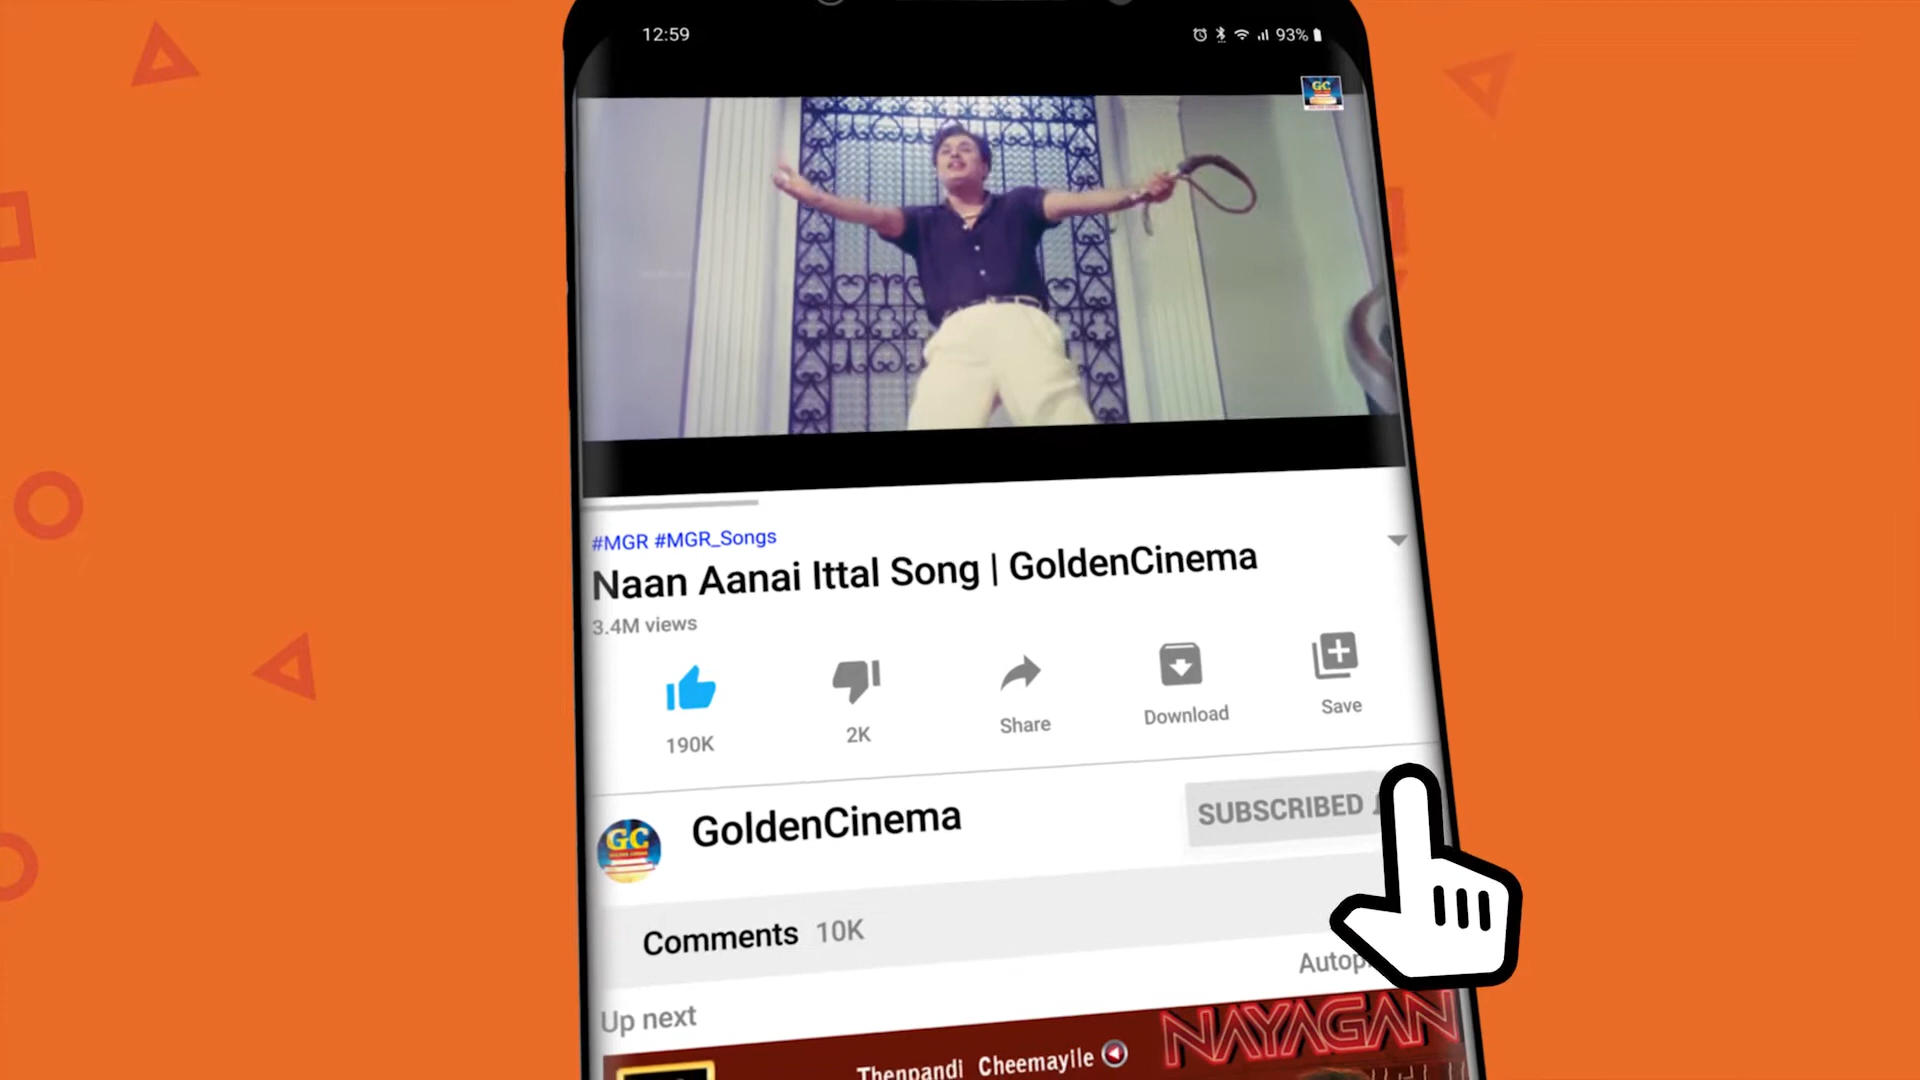 12:59
93%
GC
#MGR #MGR_Songs
Naan Aanai Ittal Song | GoldenCinema
3.4M views
190K
2K
Share
Download
Save
GC
GoldenCinema
SUBSCRIBED
Comments 10K
Up next
NAYAGAN
Thenpandi Cheemayile